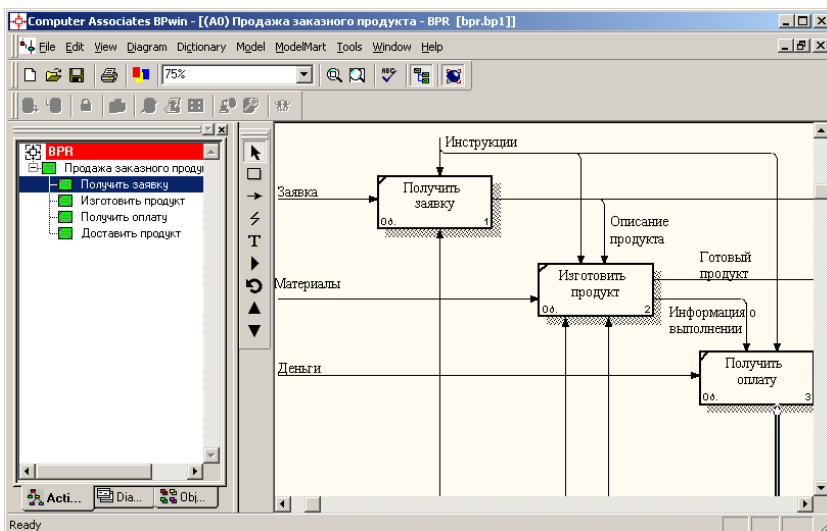 Computer Associates BPwin - [(A0) Продажа заказного продукта - BPR [bpr.bp1]]
File Edit View Diagram Dictionary Model ModelMart Tools Window Help
75%
ABC
BPR
Продажа заказного проду
Получить заявку
Изготовить продукт
Получить оплату
Доставить продукт
T
Инструкции
Заявка
Получить
заявку
0д.
1
Описание
продукта
Материалы
Изготовить
продукт
0д.
2
Готовый
продукт
Информация о
выполнении
Деньги
Получить
оплату
0д.
3
Acti...
Dia...
Obj...
Ready